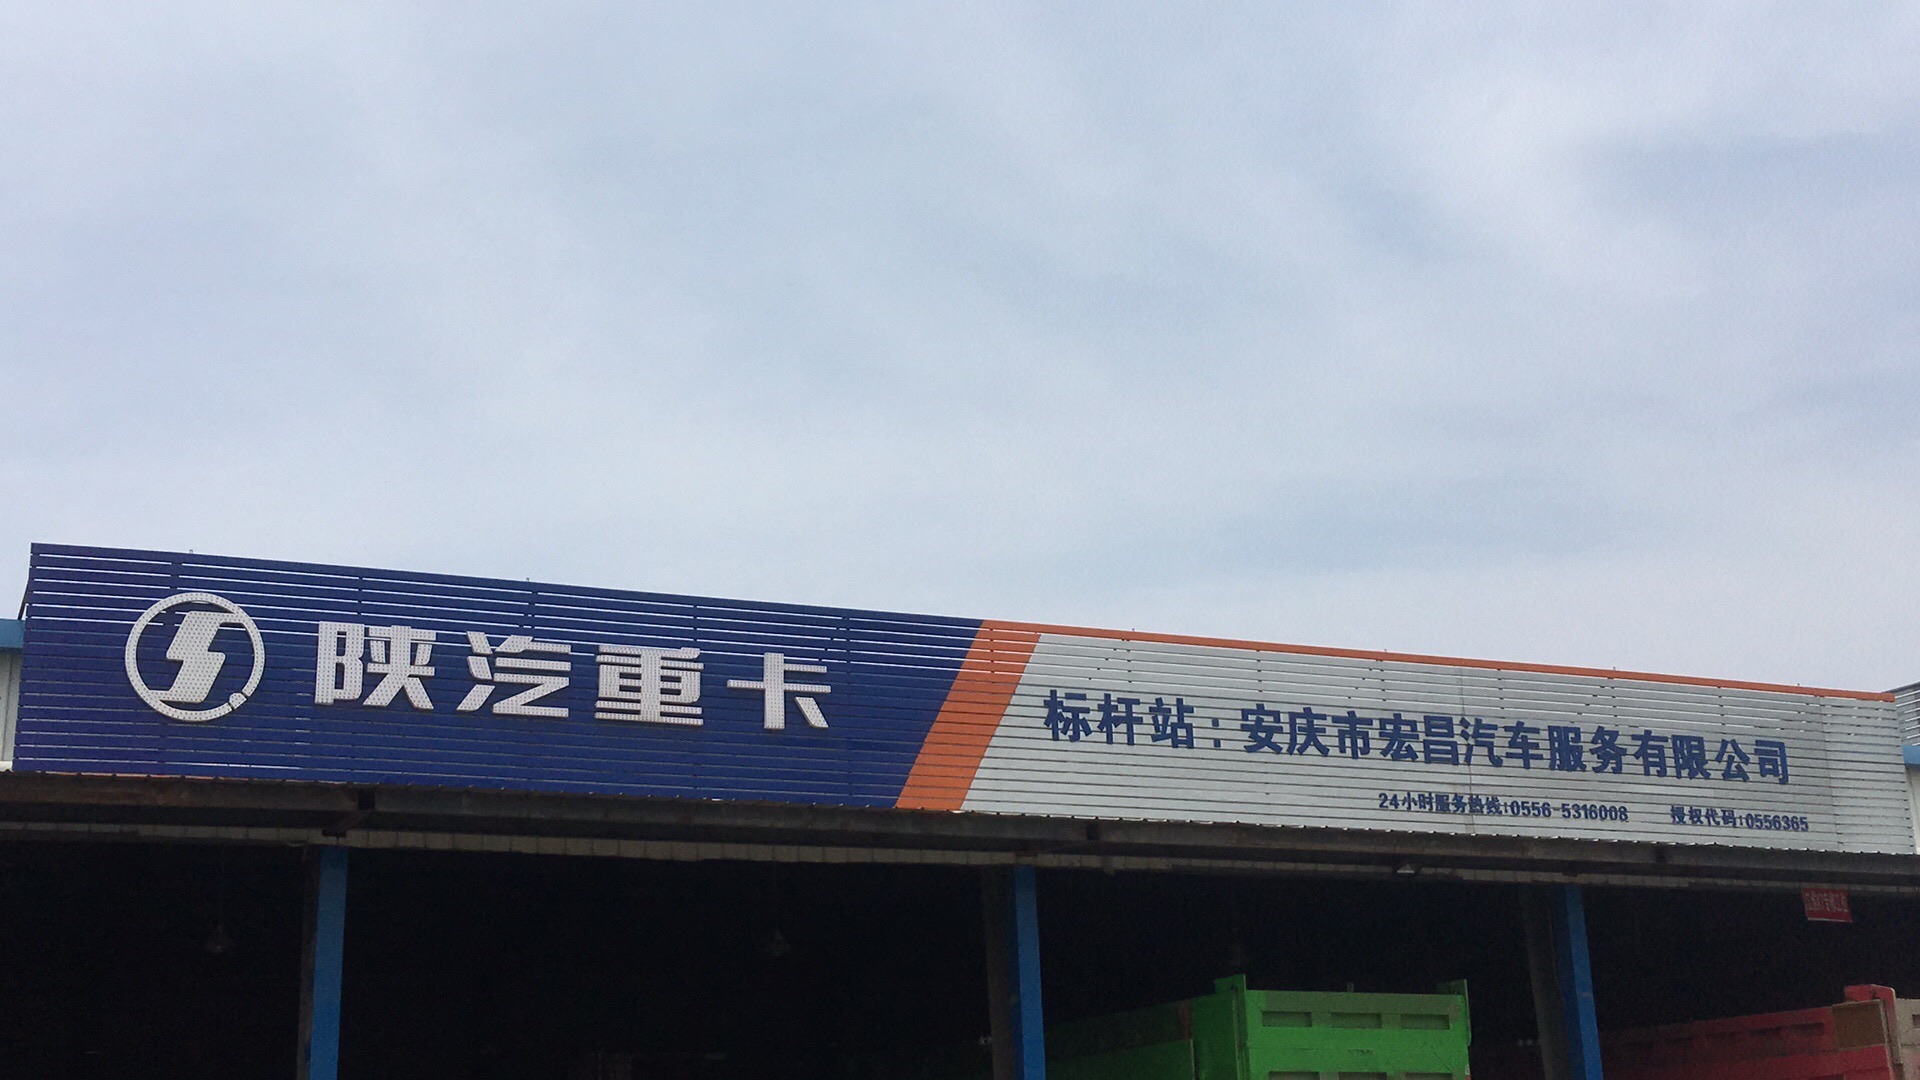 陕汽重卡
标杆站:安庆市宏昌汽车服务有限公司
24小时服务热线:0556-5316008 授权代码:0556365